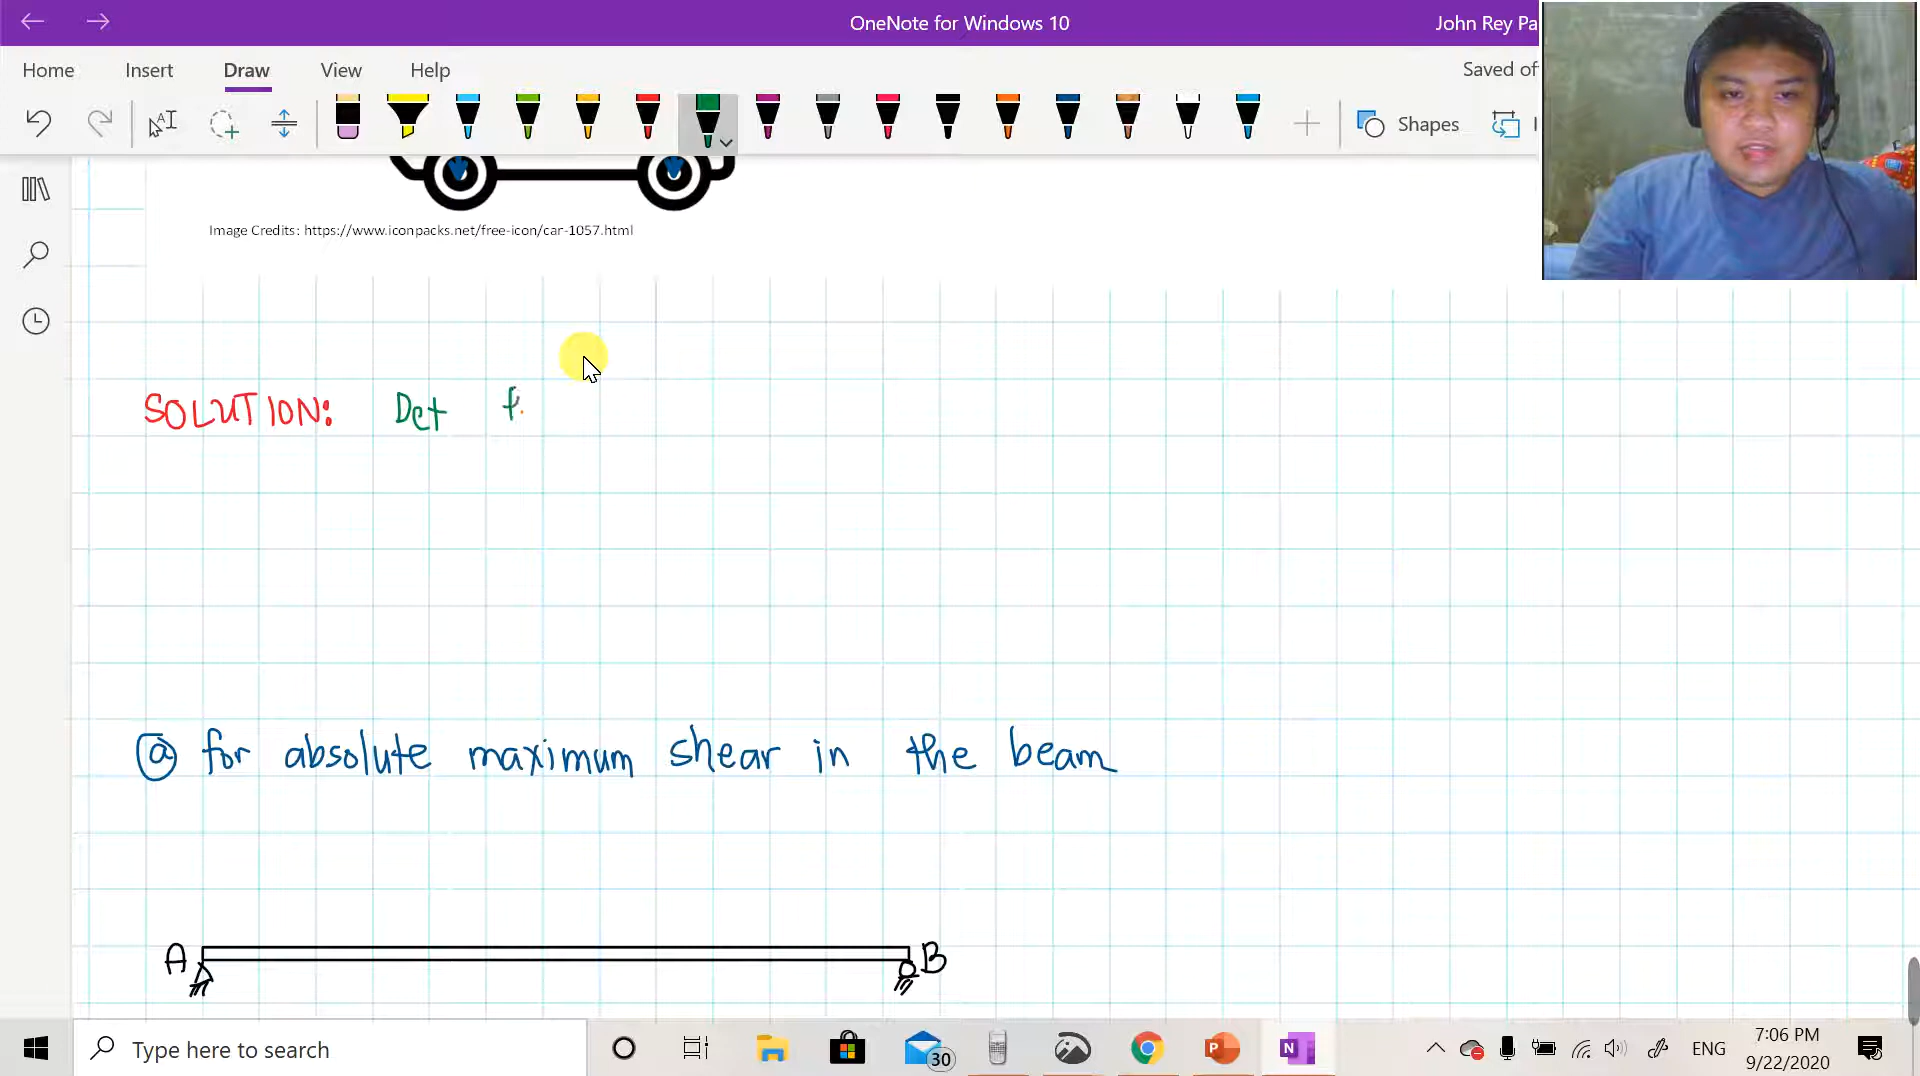 OneNote for Windows 10
John Rey Pa
Home Insert Draw View Help
Saved of
Shapes
Image Credits: https://www.iconpacks.net/free-icon/car-1057.html
SOLUTION: Det f
ⓐ for absolute maximum shear in the beam
A B
Type here to search
30
ENG
7:06 PM
9/22/2020